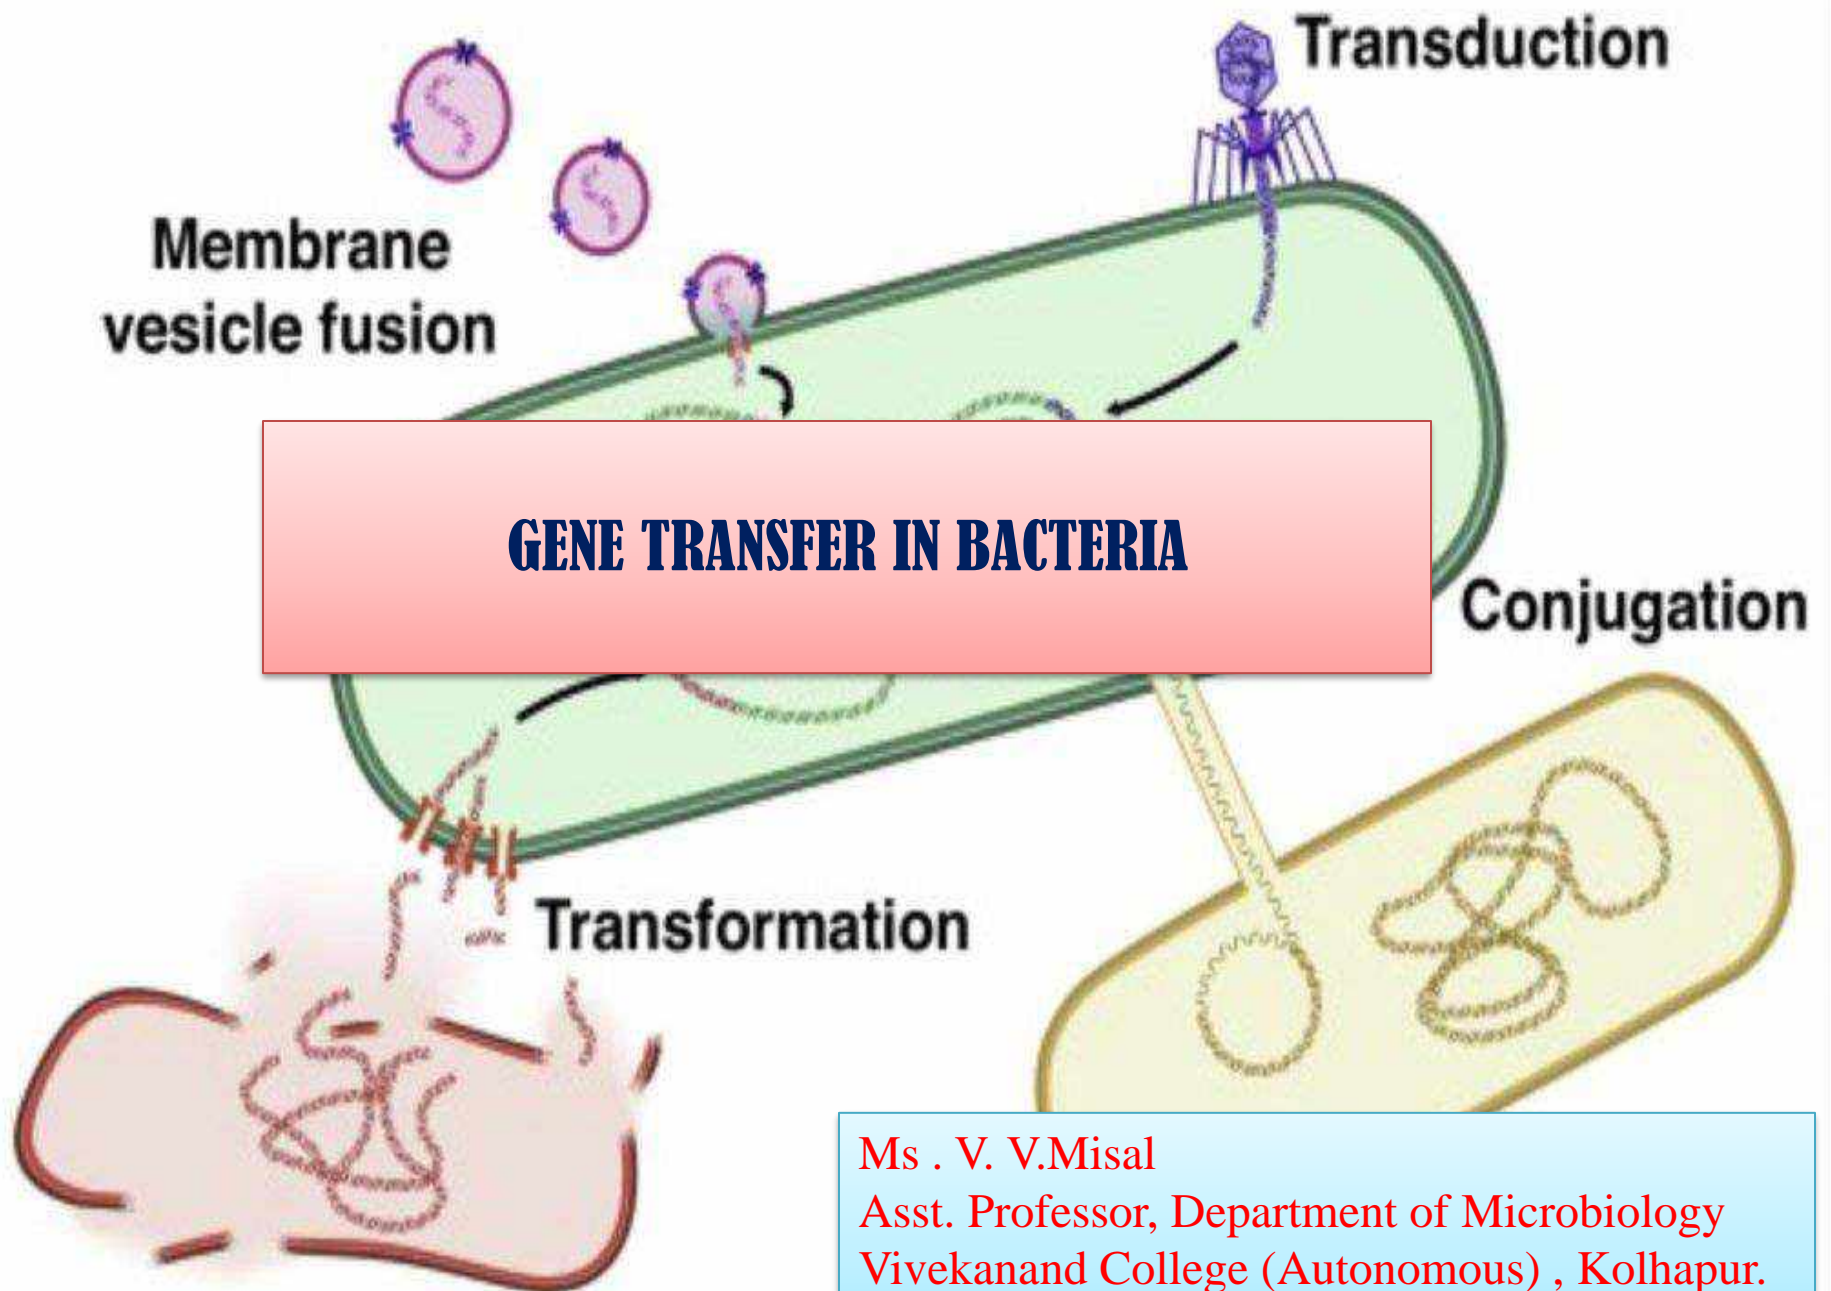 Transduction
Membrane
vesicle fusion
GENE TRANSFER IN BACTERIA
Conjugation
Transformation
Ms . V. V.Misal
Asst. Professor, Department of Microbiology
Vivekanand College (Autonomous) , Kolhapur.